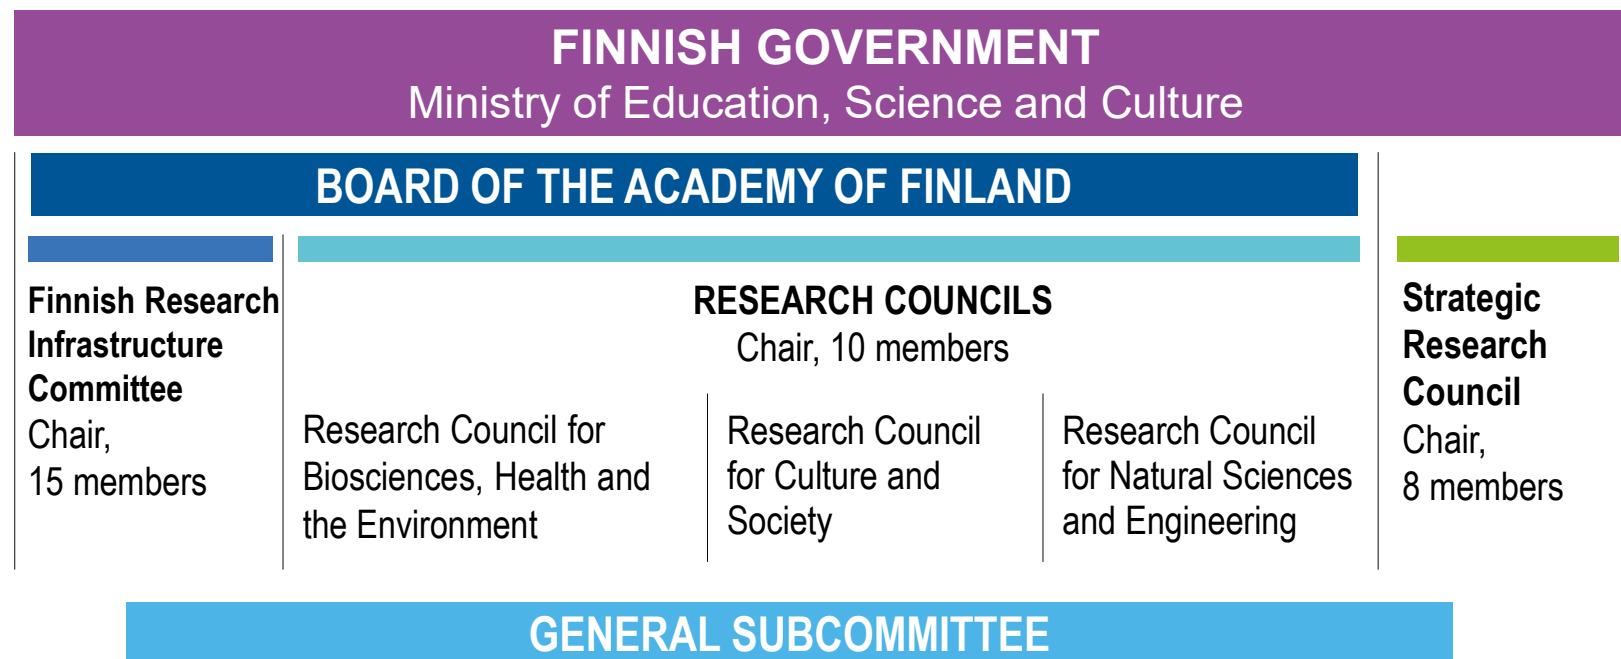 FINNISH GOVERNMENT
Ministry of Education, Science and Culture
BOARD OF THE ACADEMY OF FINLAND
Finnish Research
Infrastructure
Committee
Chair,
15 members
RESEARCH COUNCILS
Chair, 10 members
Research Council for
Biosciences, Health and
the Environment
Research Council
for Culture and
Society
Research Council
for Natural Sciences
and Engineering
Strategic
Research
Council
Chair,
8 members
GENERAL SUBCOMMITTEE